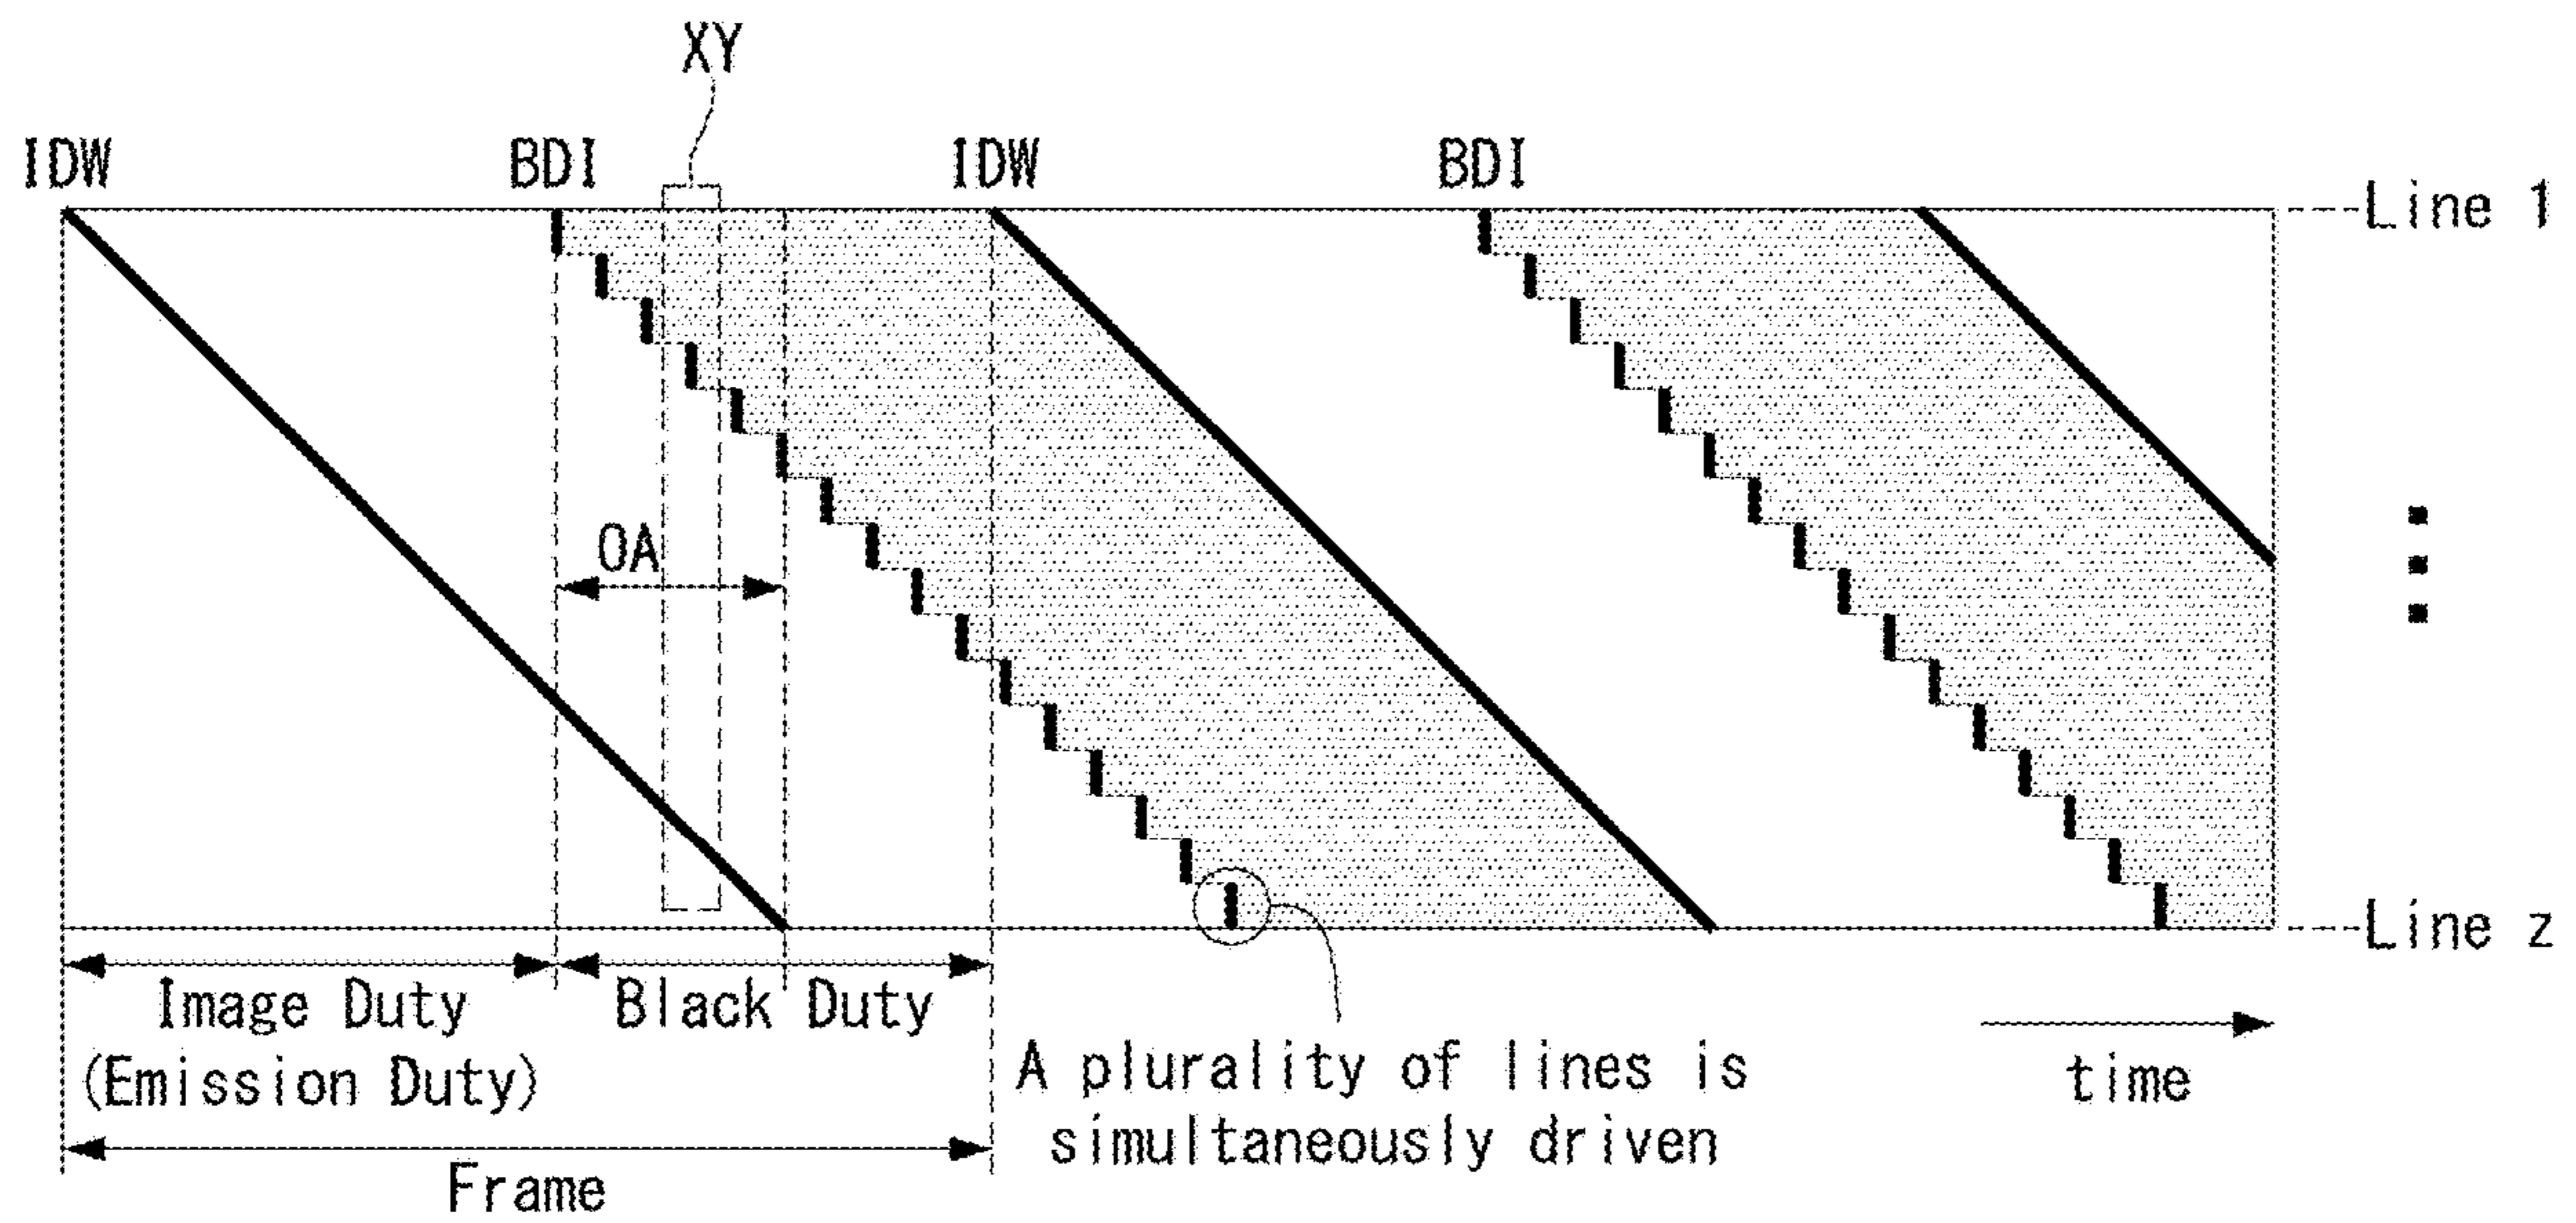 XY
IDW
BDI
IDW
BDI
Line 1
OA
Line z
Image Duty
(Emission Duty)
Black Duty
A plurality of lines is
simultaneously driven
time
Frame